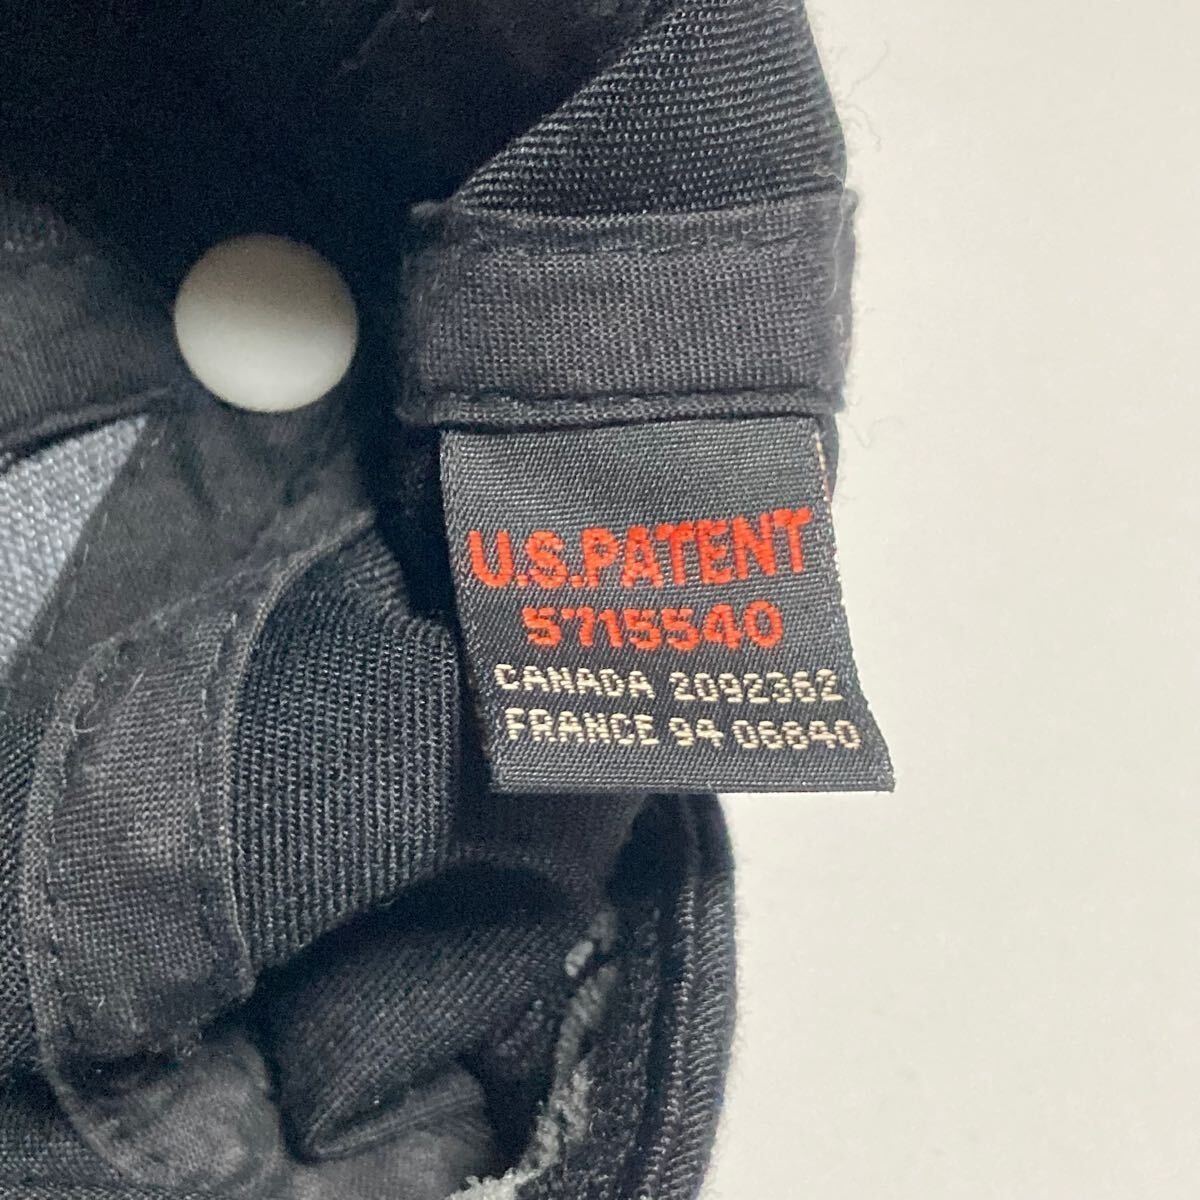 U.S.PATENT
5715540
CANADA 2092362
FRANCE 94 06840